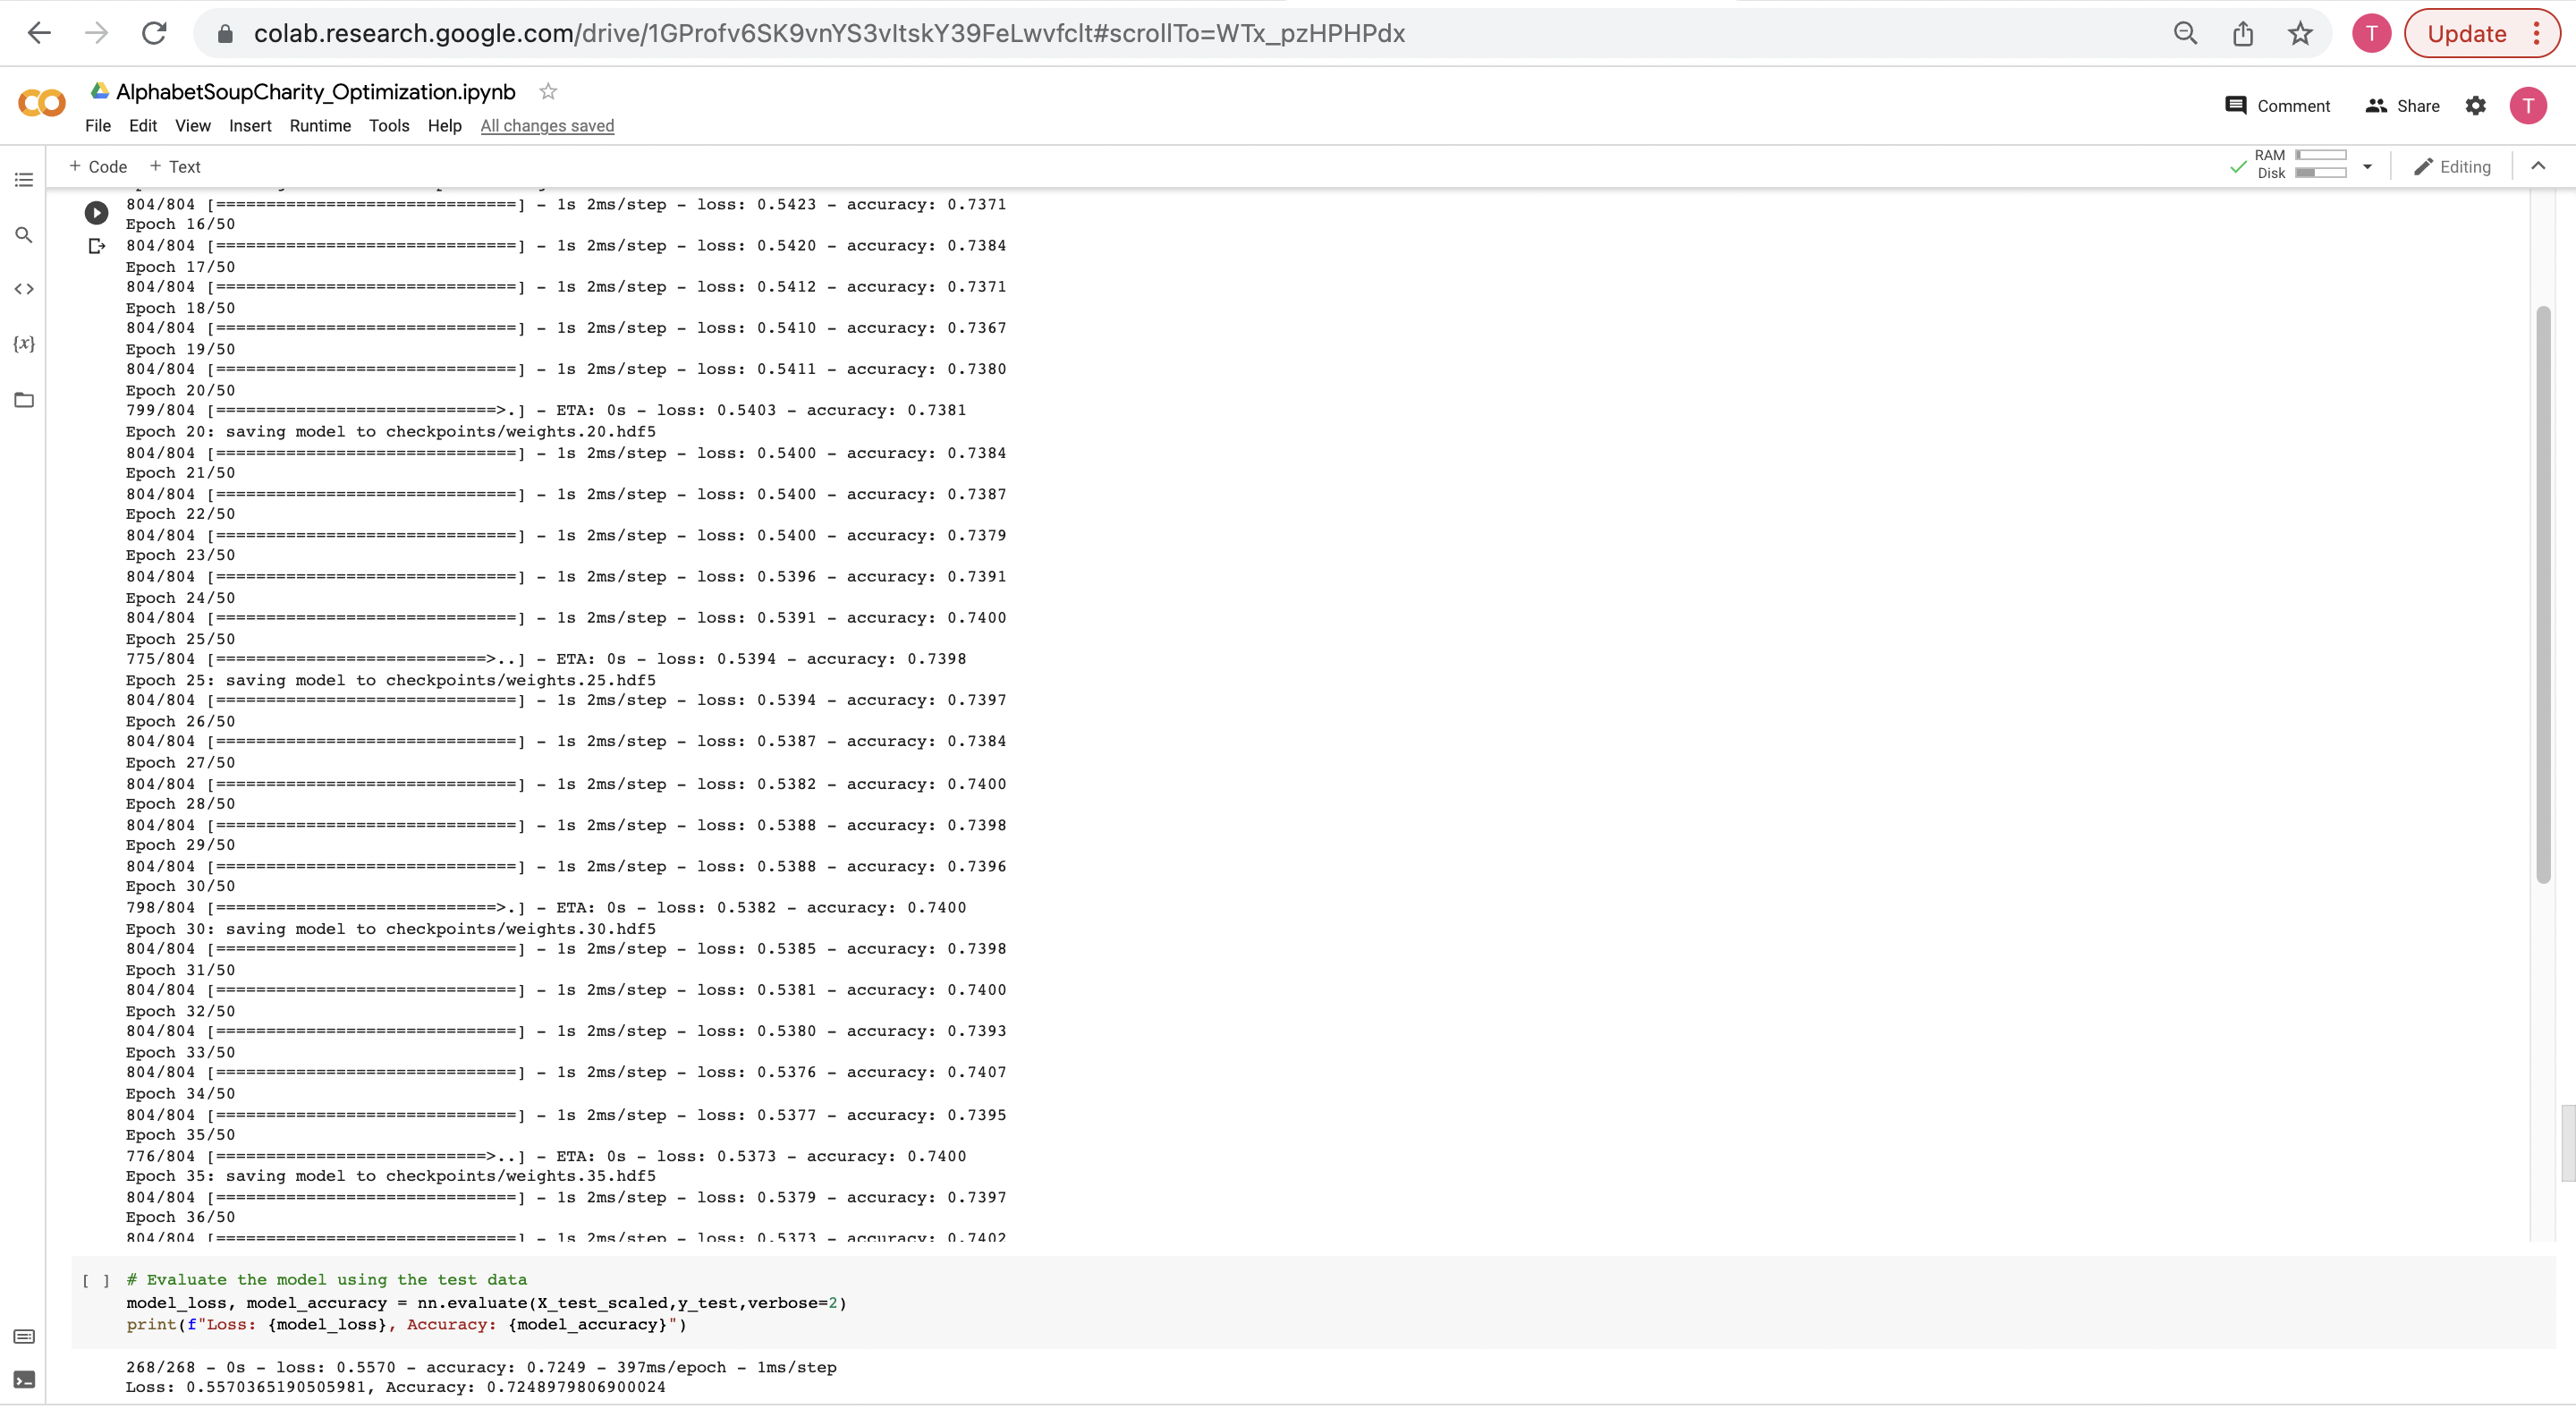 colab.research.google.com/drive/1GProfv6SK9vnYS3vItskY39FeLwvfclt#scrollTo=WTx_pzHPHPdx
T
Update
AlphabetSoupCharity_Optimization.ipynb
File Edit View Insert Runtime Tools Help All changes saved
Comment Share T
+ Code + Text
RAM
Disk
Editing
804/804 [==============================] - 1s 2ms/step - loss: 0.5423 - accuracy: 0.7371
Epoch 16/50
804/804 [==============================] - 1s 2ms/step - loss: 0.5420 - accuracy: 0.7384
Epoch 17/50
804/804 [==============================] - 1s 2ms/step - loss: 0.5412 - accuracy: 0.7371
Epoch 18/50
804/804 [==============================] - 1s 2ms/step - loss: 0.5410 - accuracy: 0.7367
Epoch 19/50
804/804 [==============================] - 1s 2ms/step - loss: 0.5411 - accuracy: 0.7380
Epoch 20/50
799/804 [============================>.] - ETA: 0s - loss: 0.5403 - accuracy: 0.7381
Epoch 20: saving model to checkpoints/weights.20.hdf5
804/804 [==============================] - 1s 2ms/step - loss: 0.5400 - accuracy: 0.7384
Epoch 21/50
804/804 [==============================] - 1s 2ms/step - loss: 0.5400 - accuracy: 0.7387
Epoch 22/50
804/804 [==============================] - 1s 2ms/step - loss: 0.5400 - accuracy: 0.7379
Epoch 23/50
804/804 [==============================] - 1s 2ms/step - loss: 0.5396 - accuracy: 0.7391
Epoch 24/50
804/804 [==============================] - 1s 2ms/step - loss: 0.5391 - accuracy: 0.7400
Epoch 25/50
775/804 [===========================>..] - ETA: 0s - loss: 0.5394 - accuracy: 0.7398
Epoch 25: saving model to checkpoints/weights.25.hdf5
804/804 [==============================] - 1s 2ms/step - loss: 0.5394 - accuracy: 0.7397
Epoch 26/50
804/804 [==============================] - 1s 2ms/step - loss: 0.5387 - accuracy: 0.7384
Epoch 27/50
804/804 [==============================] - 1s 2ms/step - loss: 0.5382 - accuracy: 0.7400
Epoch 28/50
804/804 [==============================] - 1s 2ms/step - loss: 0.5388 - accuracy: 0.7398
Epoch 29/50
804/804 [==============================] - 1s 2ms/step - loss: 0.5388 - accuracy: 0.7396
Epoch 30/50
798/804 [============================>.] - ETA: 0s - loss: 0.5382 - accuracy: 0.7400
Epoch 30: saving model to checkpoints/weights.30.hdf5
804/804 [==============================] - 1s 2ms/step - loss: 0.5385 - accuracy: 0.7398
Epoch 31/50
804/804 [==============================] - 1s 2ms/step - loss: 0.5381 - accuracy: 0.7400
Epoch 32/50
804/804 [==============================] - 1s 2ms/step - loss: 0.5380 - accuracy: 0.7393
Epoch 33/50
804/804 [==============================] - 1s 2ms/step - loss: 0.5376 - accuracy: 0.7407
Epoch 34/50
804/804 [==============================] - 1s 2ms/step - loss: 0.5377 - accuracy: 0.7395
Epoch 35/50
776/804 [===========================>..] - ETA: 0s - loss: 0.5373 - accuracy: 0.7400
Epoch 35: saving model to checkpoints/weights.35.hdf5
804/804 [==============================] - 1s 2ms/step - loss: 0.5379 - accuracy: 0.7397
Epoch 36/50
804/804 [==============================] - 1s 2ms/step - loss: 0.5373 - accuracy: 0.7402
[ ] # Evaluate the model using the test data
model_loss, model_accuracy = nn.evaluate(X_test_scaled,y_test,verbose=2)
print(f"Loss: {model_loss}, Accuracy: {model_accuracy}")
268/268 - 0s - loss: 0.5570 - accuracy: 0.7249 - 397ms/epoch - 1ms/step
Loss: 0.5570365190505981, Accuracy: 0.7248979806900024